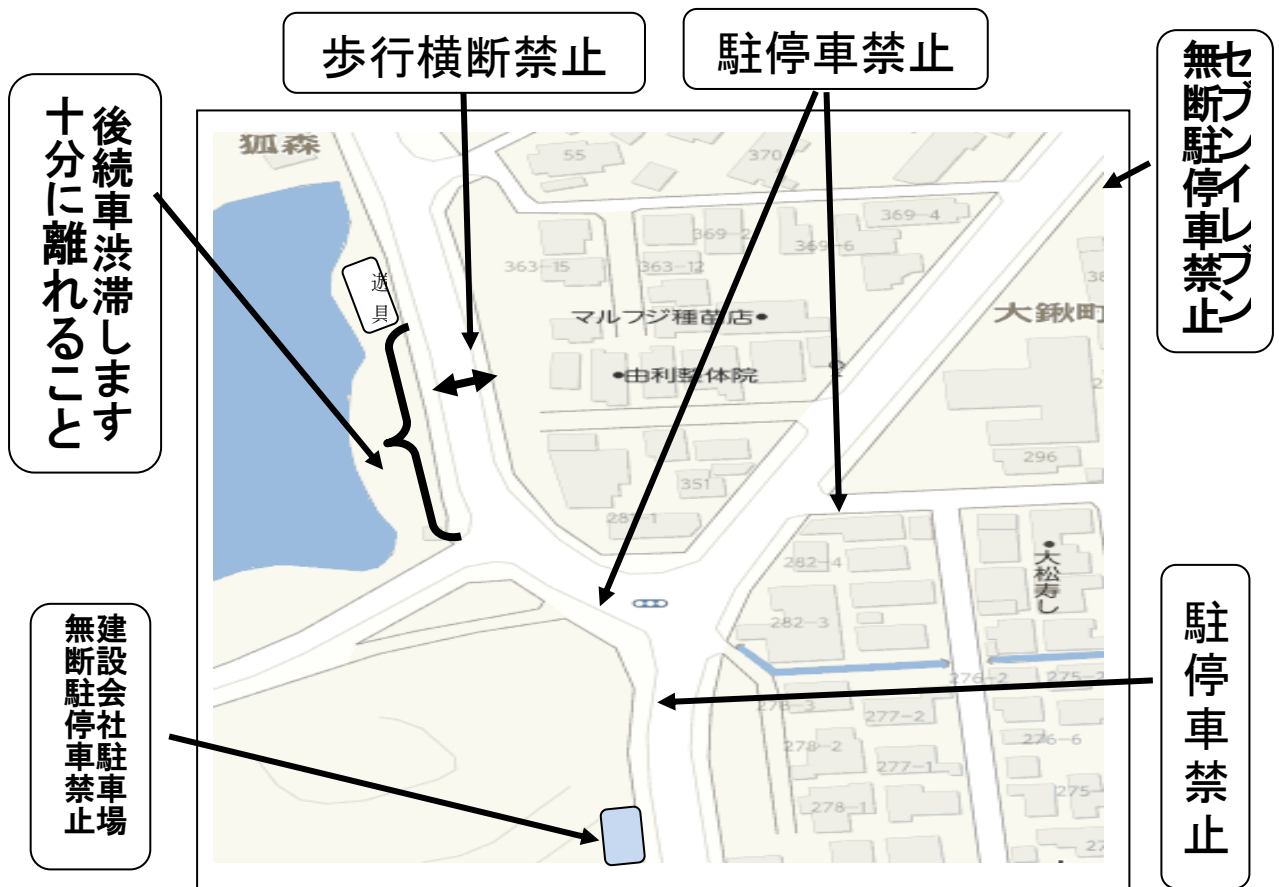 歩行横断禁止
駐停車禁止
セブンイレブン
無断駐停車禁止
後続車渋滞します
十分に離れること
狐森
55
370
369-4
369-2
369-6
363-15
363-12
遊
具
マルフジ種苗店
大鋸町
由利整体院
296
351
281-1
282-4
大松寿し
282-3
建設会社駐車場
無断駐停車禁止
駐停車禁止
276-2
275-2
278-3
277-2
276-6
278-2
277-1
278-1